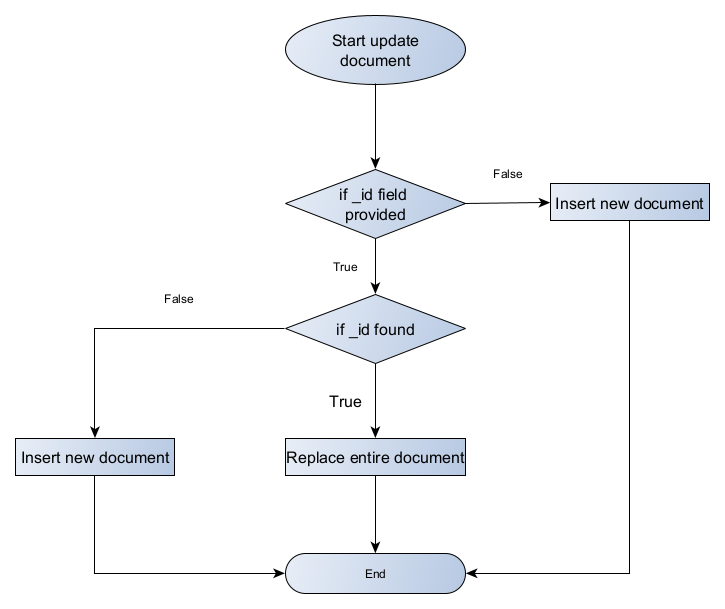 Start update
document
if _id field
provided
False
Insert new document
True
if _id found
False
True
Insert new document
Replace entire document
End